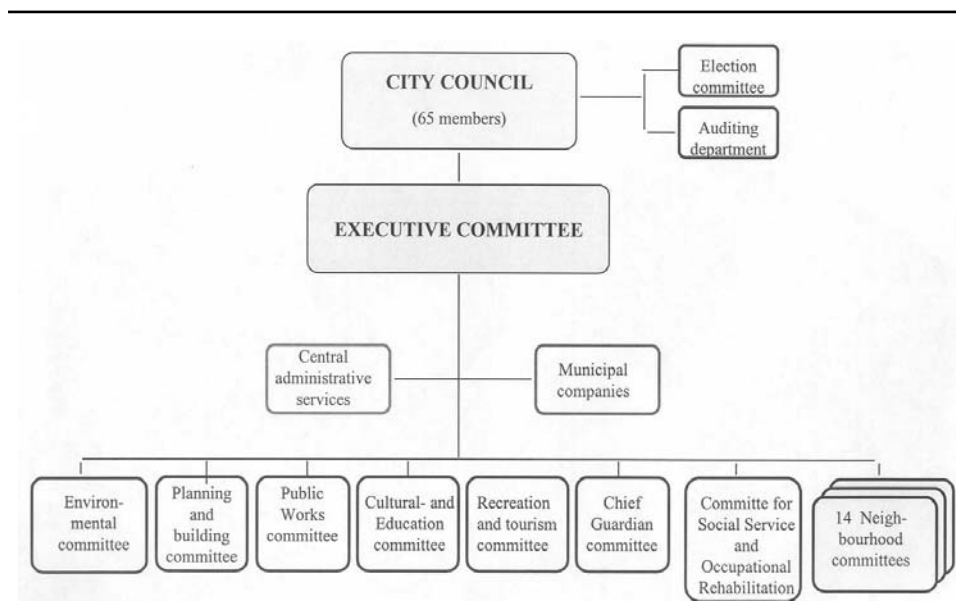 CITY COUNCIL
(65 members)
Election
committee
Auditing
department
EXECUTIVE COMMITTEE
Central
administrative
services
Municipal
companies
Environ-
mental
committee
Planning
and
building
committee
Public
Works
committee
Cultural- and
Education
committee
Recreation
and tourism
committee
Chief
Guardian
committee
Committe for
Social Service
and
Occupational
Rehabilitation
14 Neigh-
bourhood
committees